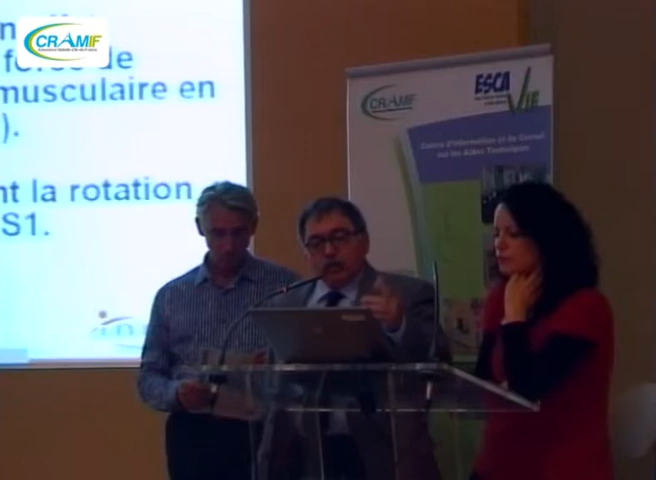 CRAMIF
force de
musculaire en
).
nt la rotation
S1.
CRAMIF
ESCA
VIE
Centre d'Information et de Conseil
sur les Aides Techniques